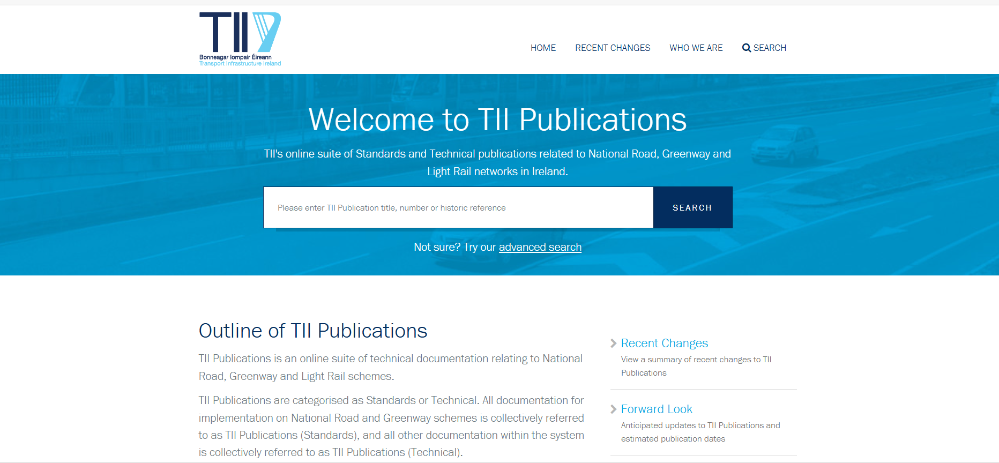 TII
Bonneagar Iompair Éireann
Transport Infrastructure Ireland
HOME RECENT CHANGES WHO WE ARE SEARCH
Welcome to TII Publications
TII's online suite of Standards and Technical publications related to National Road, Greenway and
Light Rail networks in Ireland.
Please enter TII Publication title, number or historic reference
SEARCH
Not sure? Try our advanced search
Outline of TII Publications
TII Publications is an online suite of technical documentation relating to National
Road, Greenway and Light Rail schemes.
TII Publications are categorised as Standards or Technical. All documentation for
implementation on National Road and Greenway schemes is collectively referred
to as TII Publications (Standards), and all other documentation within the system
is collectively referred to as TII Publications (Technical).
Recent Changes
View a summary of recent changes to TII
Publications
Forward Look
Anticipated updates to TII Publications and
estimated publication dates